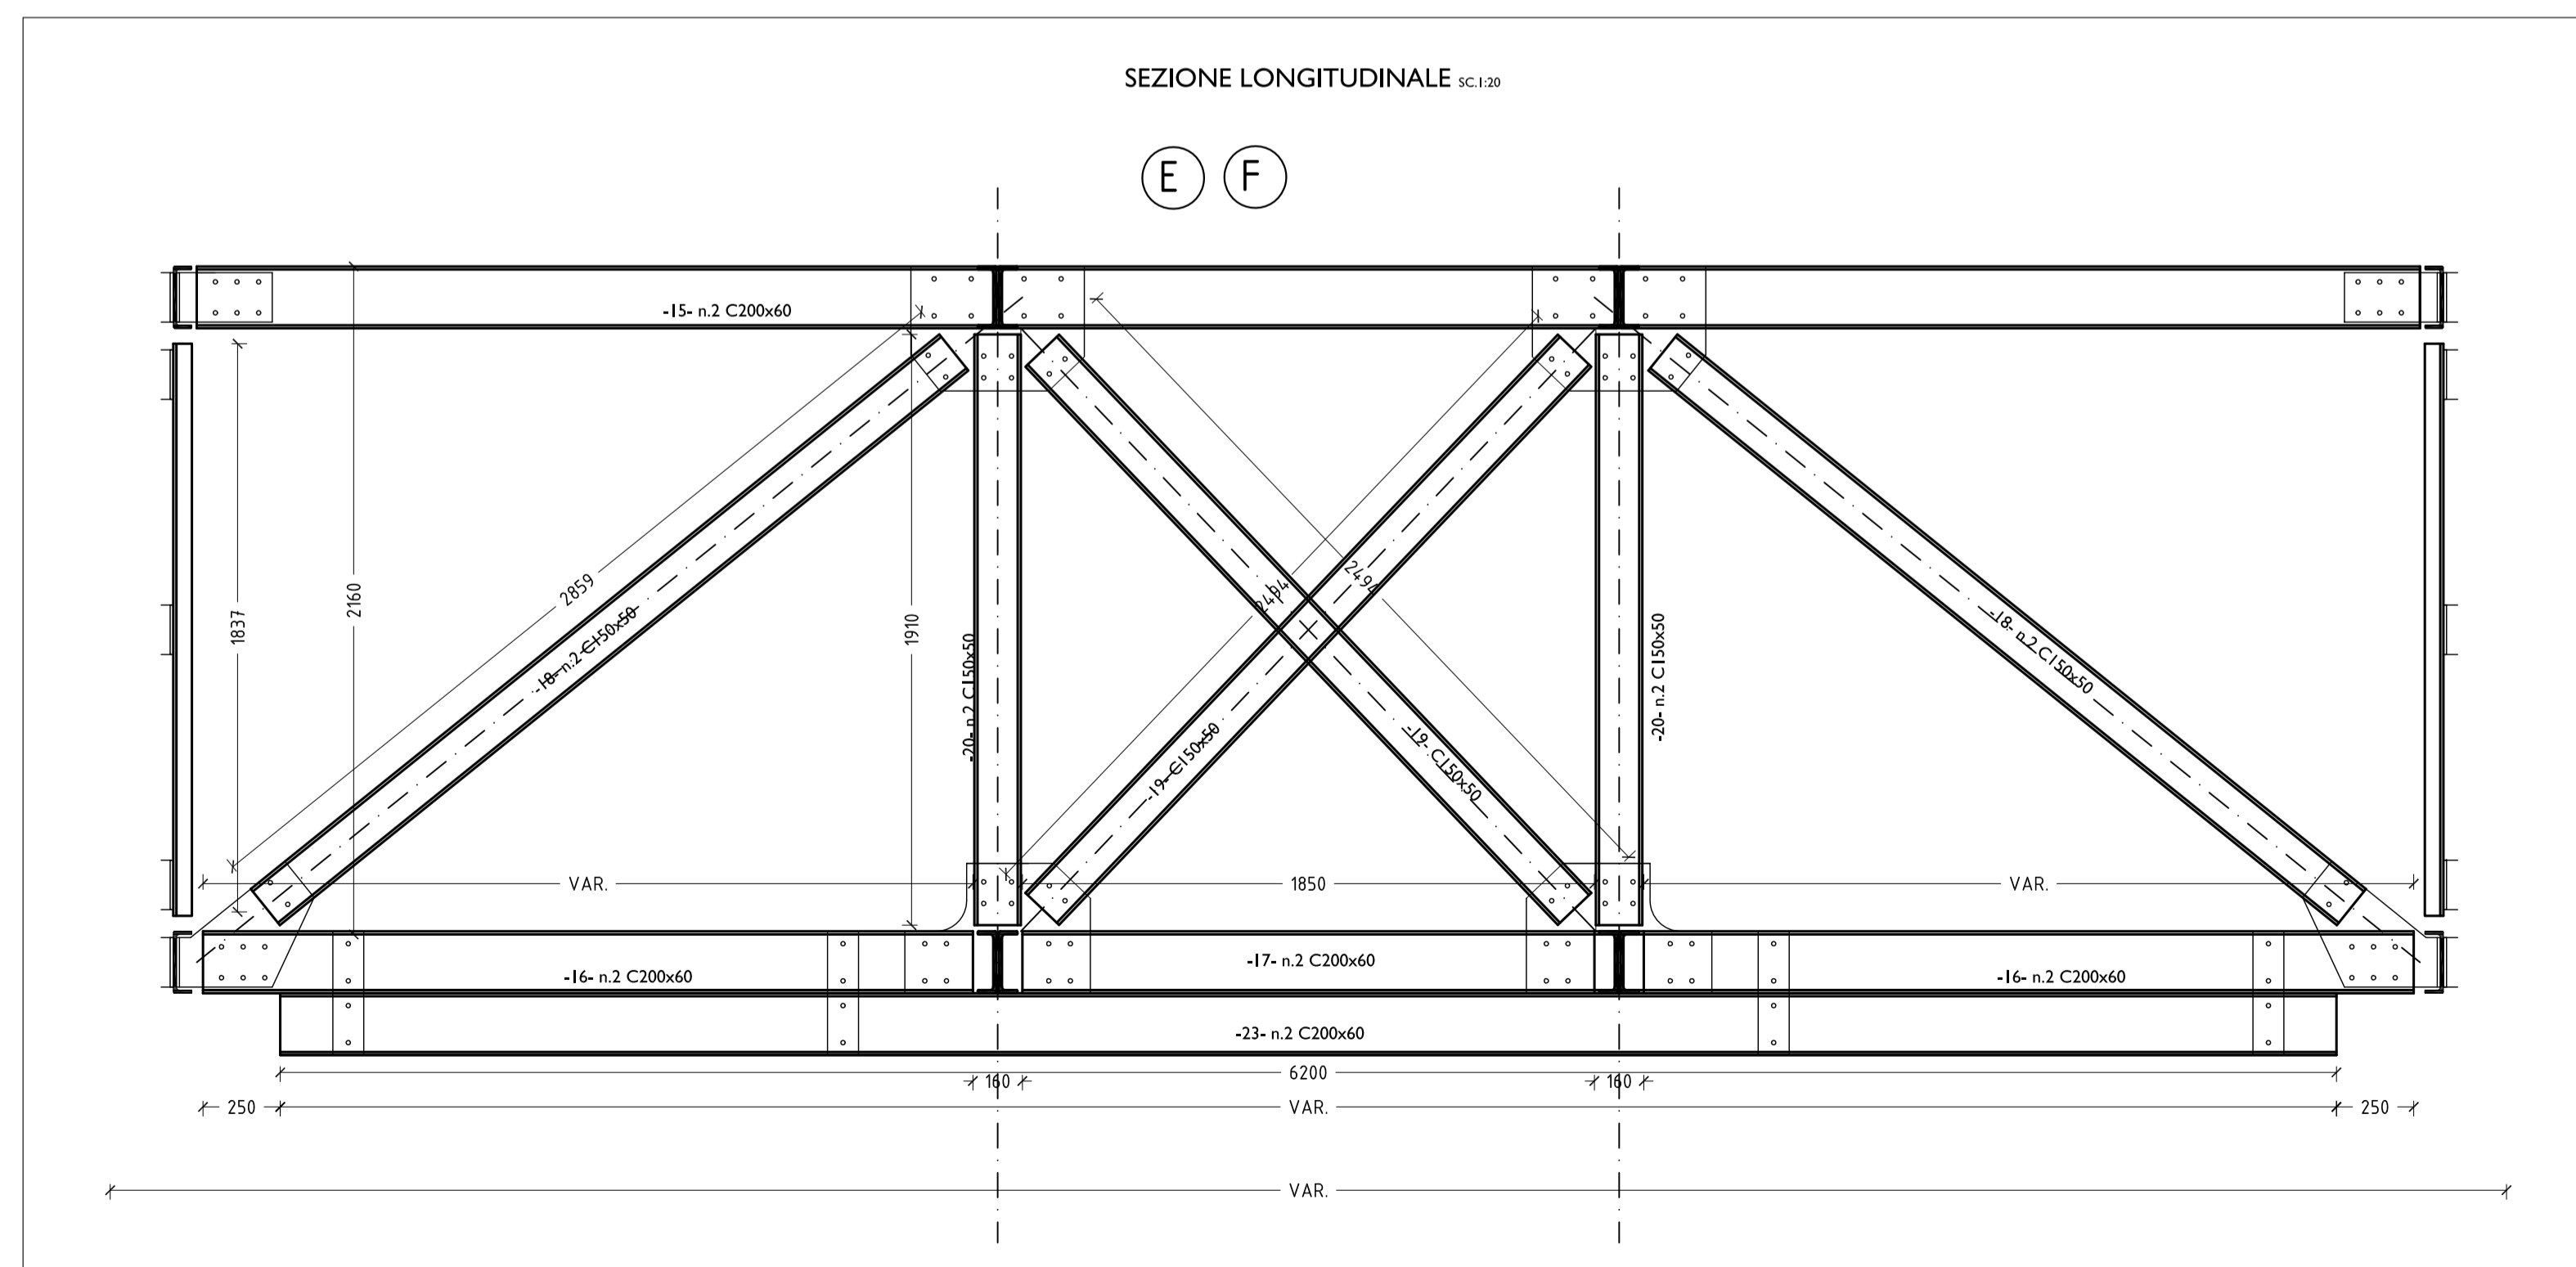 SEZIONE LONGITUDINALE SC.1:20
E F
-15- n.2 C200x60
2859
2160
1837
-18- n.2 C150x50
1910
-20- n.2 C150x50
2494
2494
-20- n.2 C150x50
-18- n.2 C150x50
-19- C150x50
-19- C150x50
VAR.
1850
VAR.
-16- n.2 C200x60
-17- n.2 C200x60
-16- n.2 C200x60
-23- n.2 C200x60
6200
160
160
250
VAR.
250
VAR.